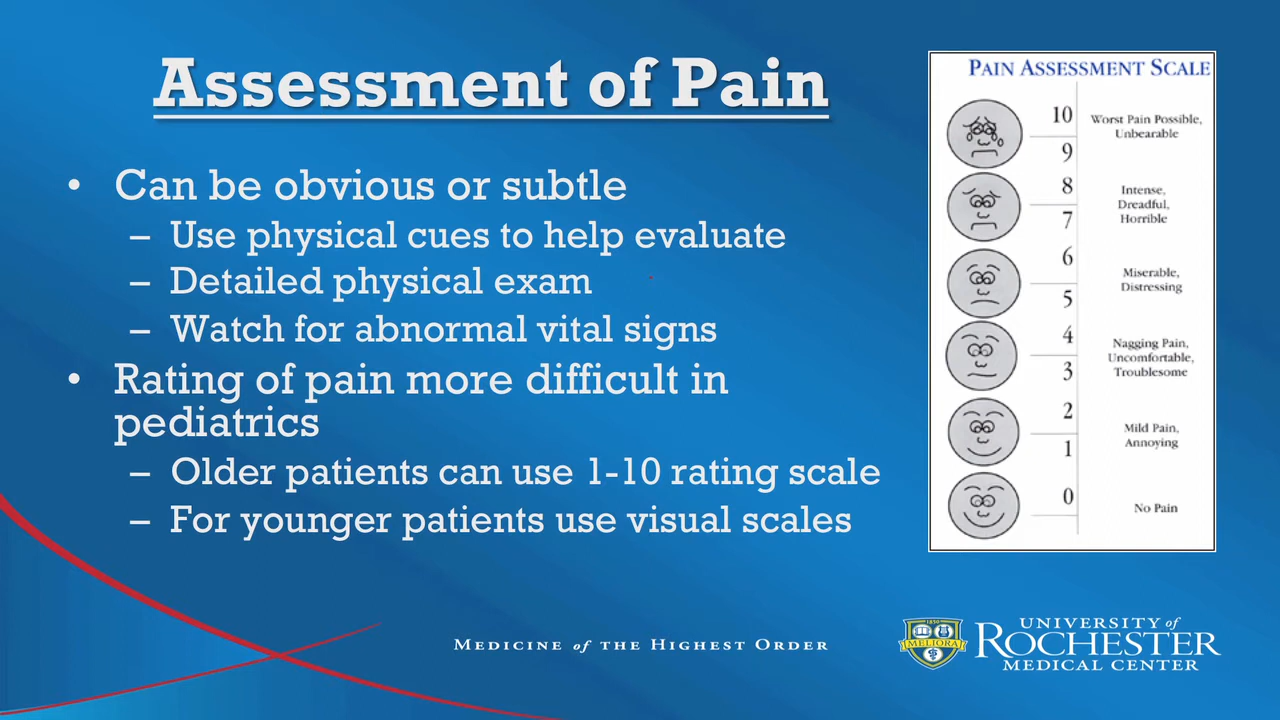 Assessment of Pain
• Can be obvious or subtle
– Use physical cues to help evaluate
– Detailed physical exam
– Watch for abnormal vital signs
• Rating of pain more difficult in
pediatrics
– Older patients can use 1-10 rating scale
– For younger patients use visual scales
PAIN ASSESSMENT SCALE
10
Worst Pain Possible,
Unbearable
9
8
Intense,
Dreadful,
Horrible
7
6
Miserable,
Distressing
5
4
Nagging Pain,
Uncomfortable,
Troublesome
3
2
Mild Pain,
Annoying
1
0
No Pain
MEDICINE of THE HIGHEST ORDER
1850
MELIORA
UNIVERSITY of
ROCHESTER
MEDICAL CENTER